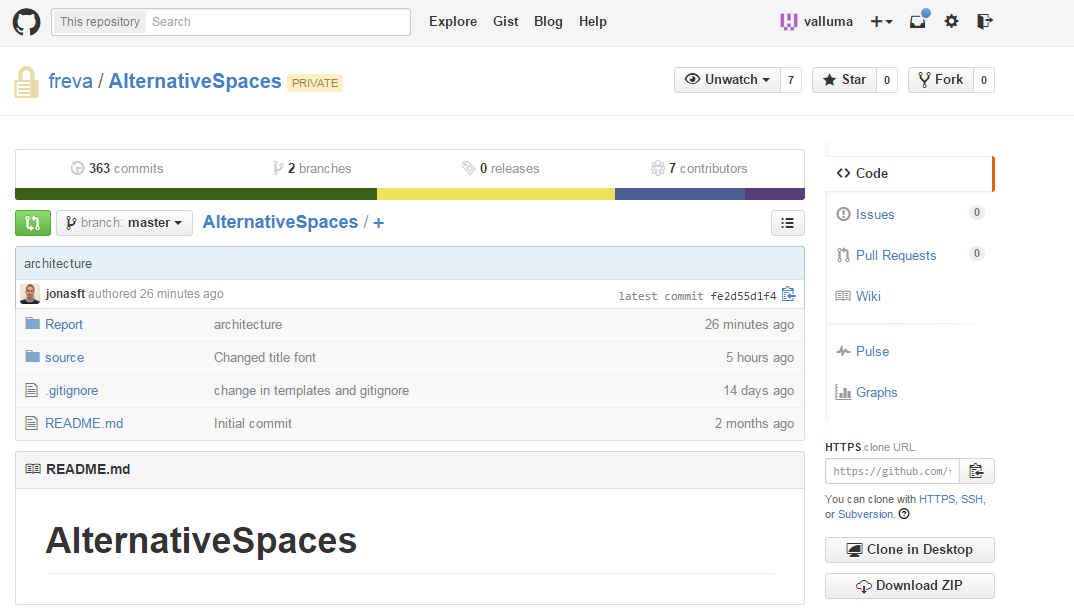 This repository Search Explore Gist Blog Help valluma
freva / AlternativeSpaces PRIVATE Unwatch 7 Star 0 Fork 0
363 commits 2 branches 0 releases 7 contributors
branch: master AlternativeSpaces / +
architecture
jonasft authored 26 minutes ago latest commit fe2d55d1f4
Report architecture 26 minutes ago
source Changed title font 5 hours ago
.gitignore change in templates and gitignore 14 days ago
README.md Initial commit 2 months ago
README.md
AlternativeSpaces
Code
Issues 0
Pull Requests 0
Wiki
Pulse
Graphs
HTTPS clone URL
https://github.com/
You can clone with HTTPS, SSH,
or Subversion.
Clone in Desktop
Download ZIP